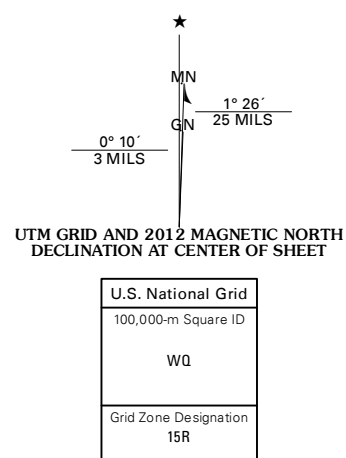 MN
1° 26´
25 MILS
GN
0° 10´
3 MILS
UTM GRID AND 2012 MAGNETIC NORTH
DECLINATION AT CENTER OF SHEET
U.S. National Grid
100,000-m Square ID
WQ
Grid Zone Designation
15R